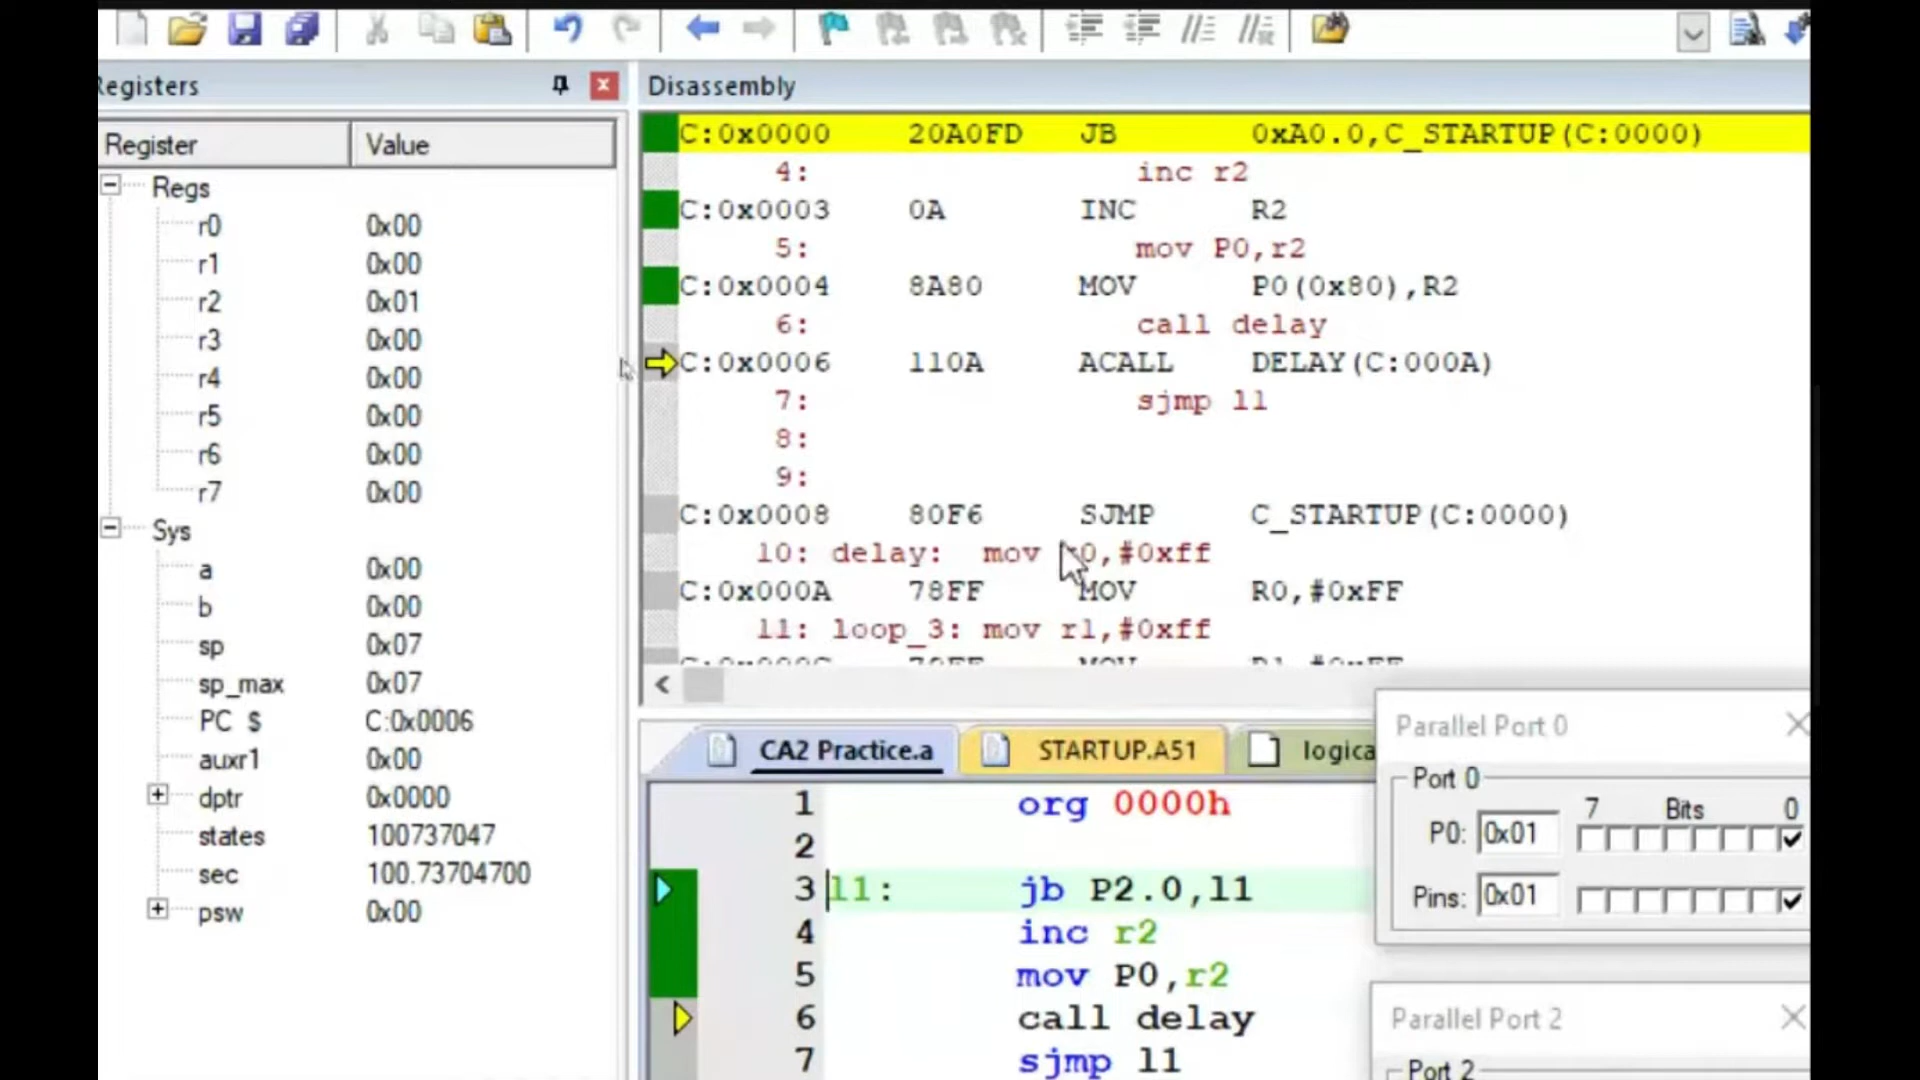 Registers
Register Value
Regs
r0 0x00
r1 0x00
r2 0x01
r3 0x00
r4 0x00
r5 0x00
r6 0x00
r7 0x00
Sys
a 0x00
b 0x00
sp 0x07
sp_max 0x07
PC $ C:0x0006
auxr1 0x00
dptr 0x0000
states 100737047
sec 100.73704700
psw 0x00
Disassembly
C:0x0000 20A0FD JB 0xA0.0,C_STARTUP(C:0000)
4: inc r2
C:0x0003 0A INC R2
5: mov P0,r2
C:0x0004 8A80 MOV P0(0x80),R2
6: call delay
C:0x0006 110A ACALL DELAY(C:000A)
7: sjmp l1
8:
9:
C:0x0008 80F6 SJMP C_STARTUP(C:0000)
10: delay: mov r0,#0xff
C:0x000A 78FF MOV R0,#0xFF
11: loop_3: mov r1,#0xff
CA2 Practice.a STARTUP.A51 logica
1 org 0000h
2
3 l1: jb P2.0,l1
4 inc r2
5 mov P0,r2
6 call delay
7 sjmp l1
Parallel Port 0
Port 0
7 Bits 0
P0: 0x01
Pins: 0x01
Parallel Port 2
Port 2